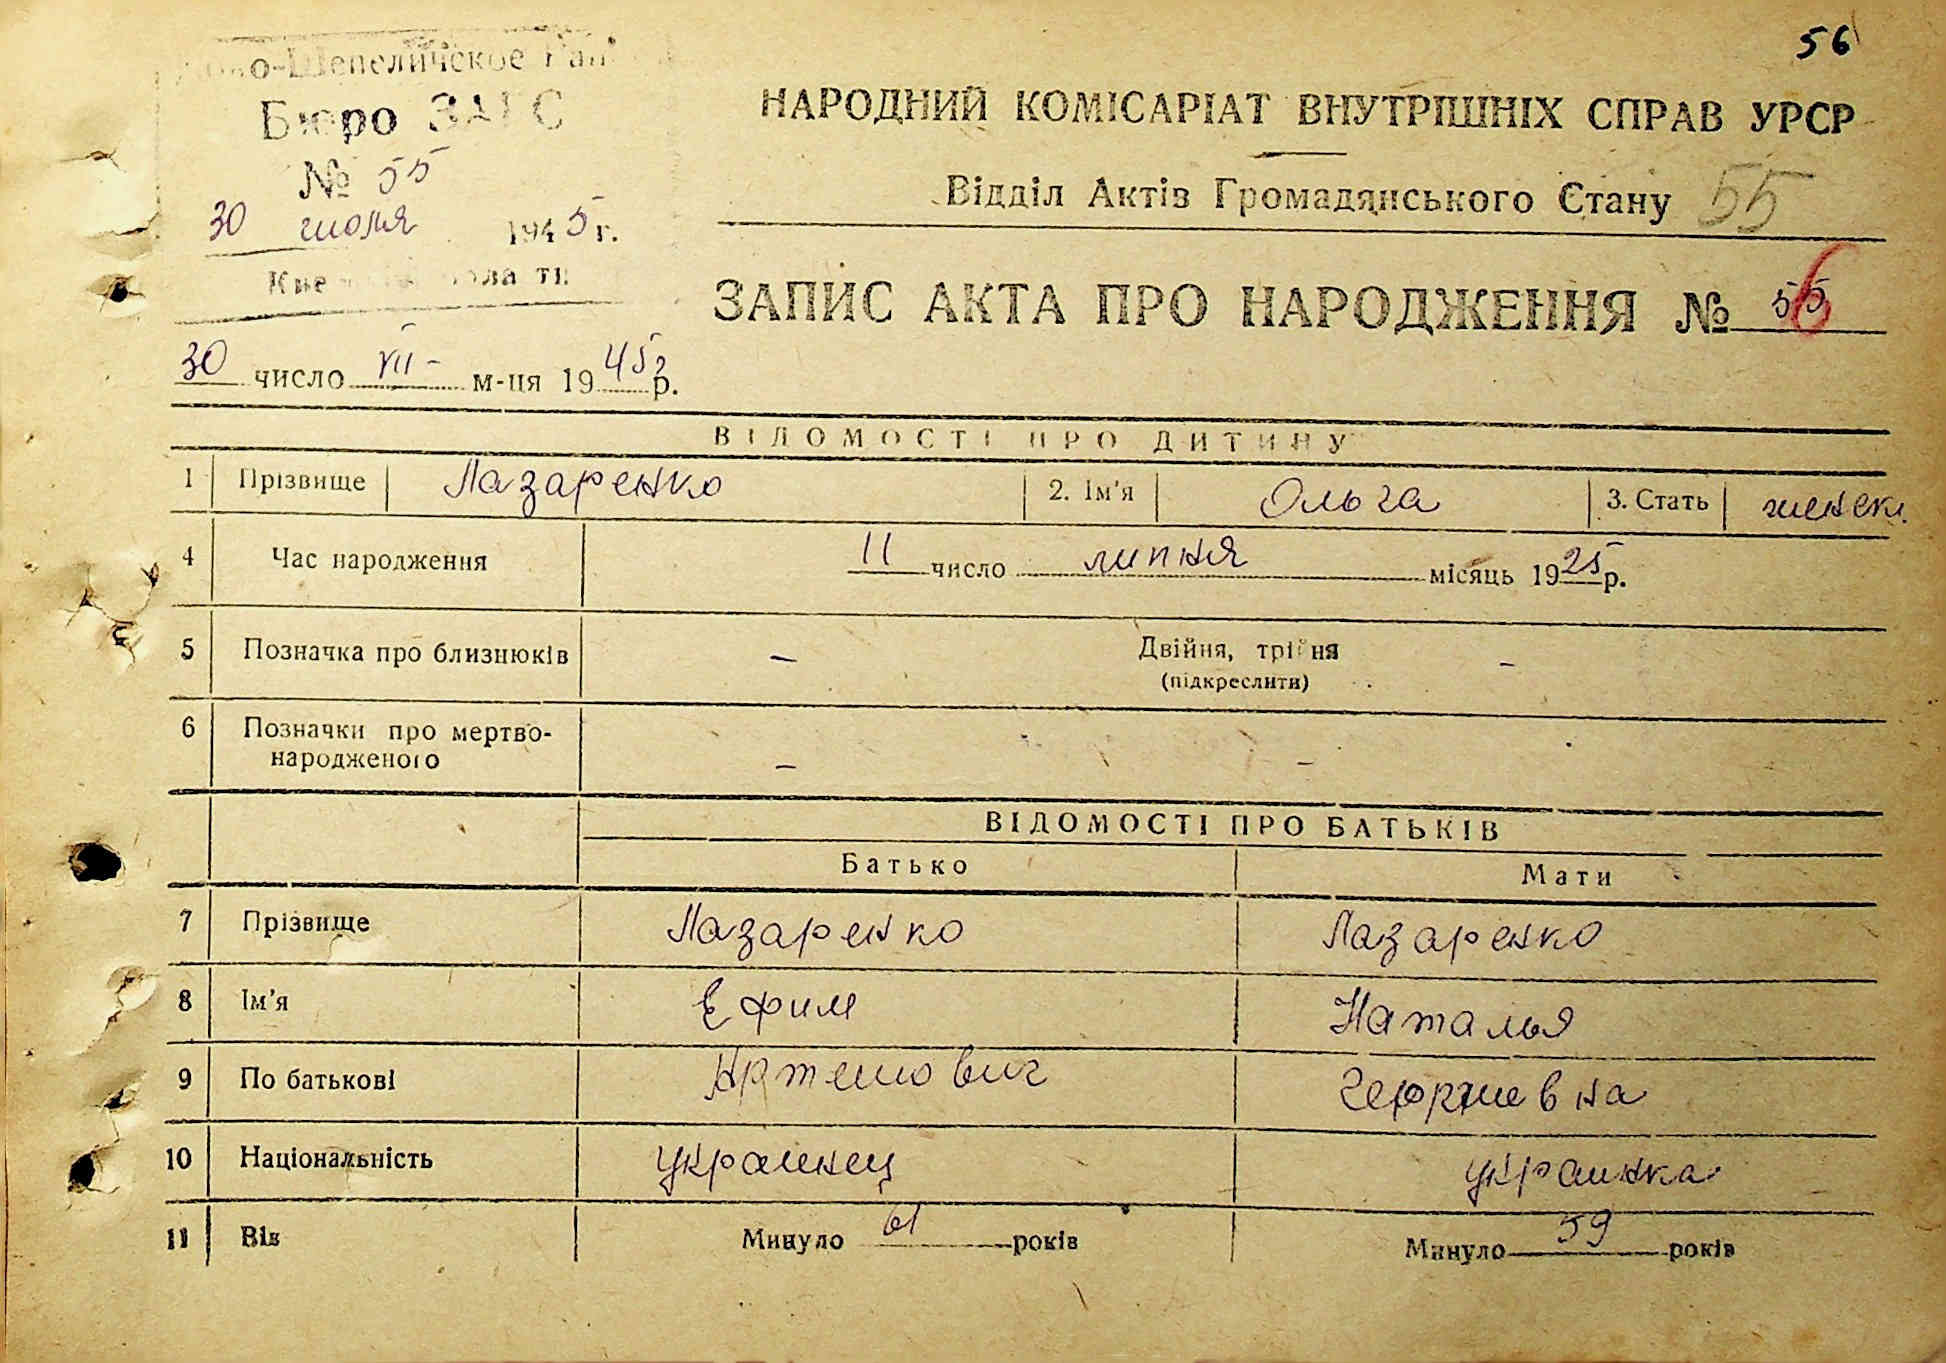 56
Бюро ЗАГС
№ 55
30 июля 1945 г.
НАРОДНИЙ КОМІСАРІАТ ВНУТРІШНІХ СПРАВ УРСР
Відділ Актів Громадянського Стану 55
ЗАПИС АКТА ПРО НАРОДЖЕННЯ № 55 6
30 число VII - м-ця 1945г р.
ВІДОМОСТІ ПРО ДИТИНУ
1 Прізвище Лазаренко 2. Ім'я Ольга 3. Стать женск.
4 Час народження 11 число липня місяць 1925 р.
5 Позначка про близнюків – Двійня, трійня –
(підкреслити)
6 Позначки про мертво-
народженого – –
ВІДОМОСТІ ПРО БАТЬКІВ
Батько Мати
7 Прізвище Лазаренко Лазаренко
8 Ім'я Ефим Наталья
9 По батькові Артемович Георгиевна
10 Національність украинец украинка
11 Вік Минуло 61 років Минуло 59 років